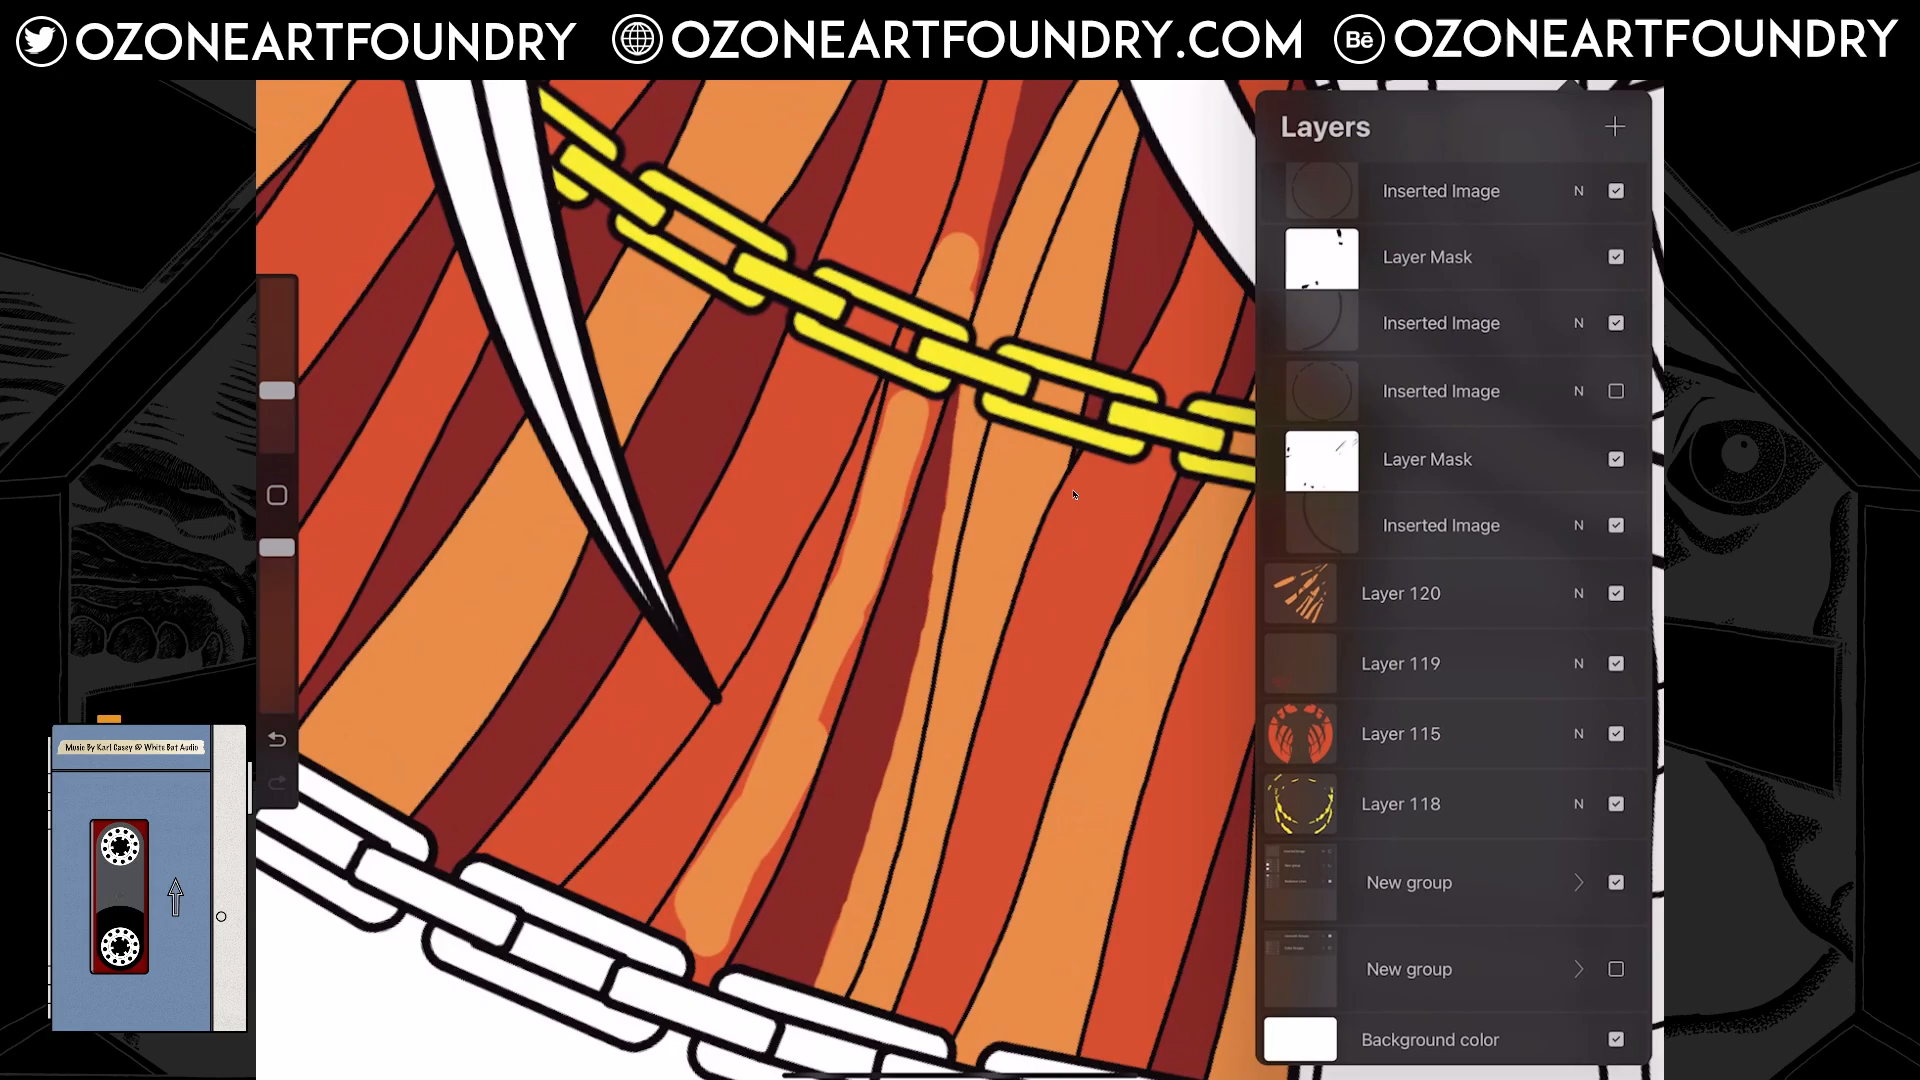 OZONEARTFOUNDRY
OZONEARTFOUNDRY.COM
Bē OZONEARTFOUNDRY
Layers
Inserted Image N
Layer Mask
Inserted Image N
Inserted Image N
Layer Mask
Inserted Image N
Layer 120 N
Layer 119 N
Layer 115 N
Layer 118 N
New group
New group
Background color
Music By Karl Casey @ White Bat Audio